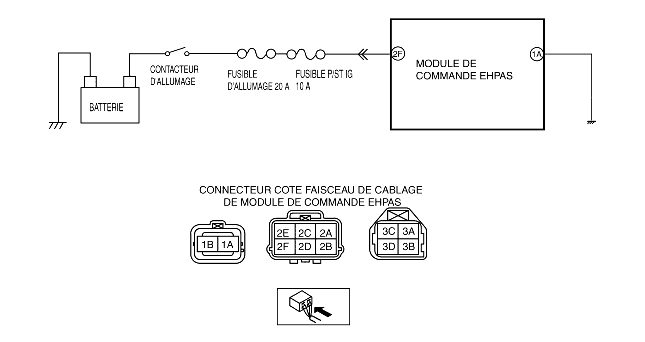 2F
1A
MODULE DE
COMMANDE EHPAS
CONTACTEUR
D'ALLUMAGE
FUSIBLE
D'ALLUMAGE 20 A
FUSIBLE P/ST IG
10 A
BATTERIE
CONNECTEUR COTE FAISCEAU DE CABLAGE
DE MODULE DE COMMANDE EHPAS
1B 1A
2E 2C 2A
2F 2D 2B
3C 3A
3D 3B